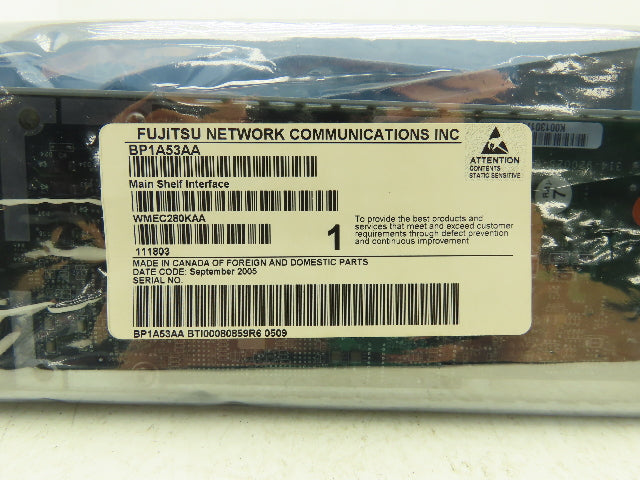 FUJITSU NETWORK COMMUNICATIONS INC
BP1A53AA
ATTENTION
CONTENTS
STATIC SENSITIVE
Main Shelf Interface
WMEC280KAA
1
To provide the best products and
services that meet and exceed customer
requirements through defect prevention
and continuous improvement
111803
MADE IN CANADA OF FOREIGN AND DOMESTIC PARTS
DATE CODE: September 2005
SERIAL NO.
BP1A53AA BTI00080859R6 0509